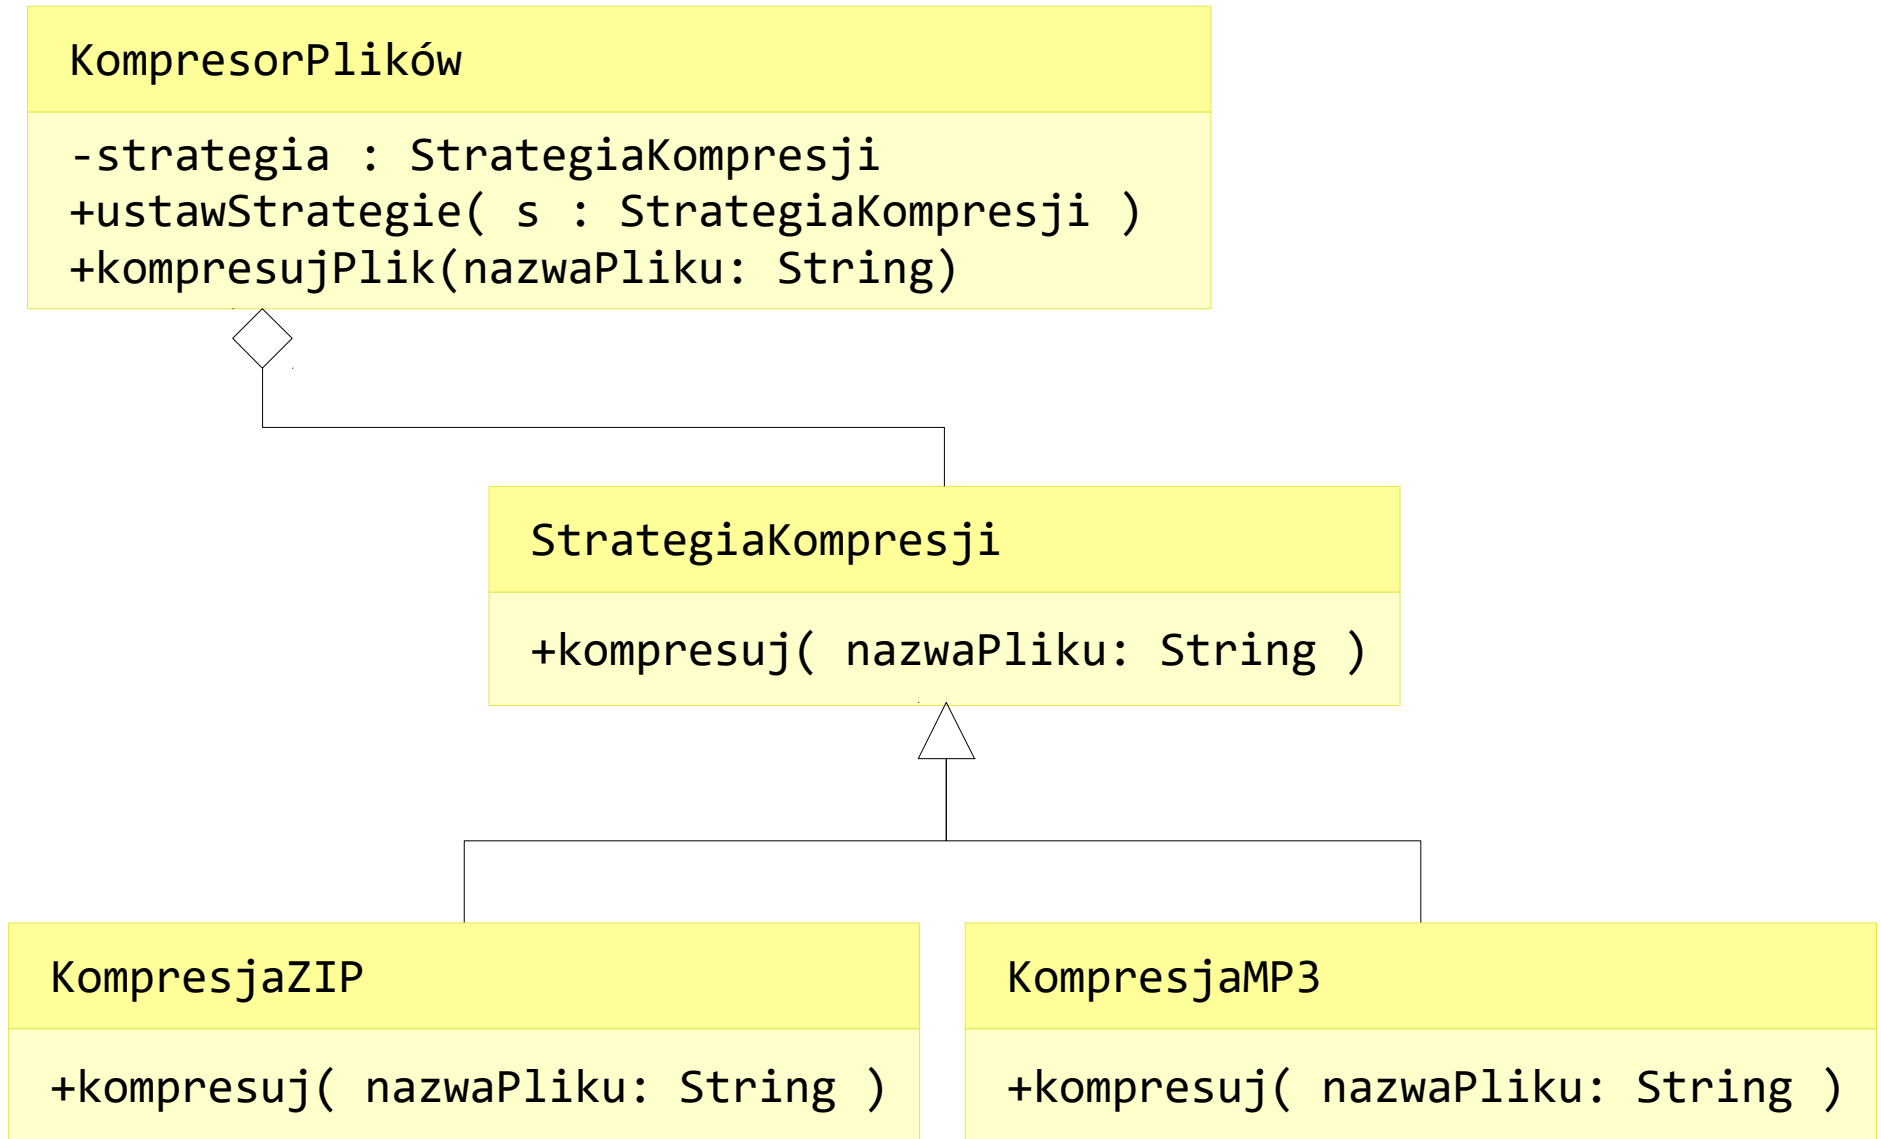 KompresorPlików
-strategia : StrategiaKompresji
+ustawStrategie( s : StrategiaKompresji )
+kompresujPlik(nazwaPliku: String)
StrategiaKompresji
+kompresuj( nazwaPliku: String )
KompresjaZIP
+kompresuj( nazwaPliku: String )
KompresjaMP3
+kompresuj( nazwaPliku: String )